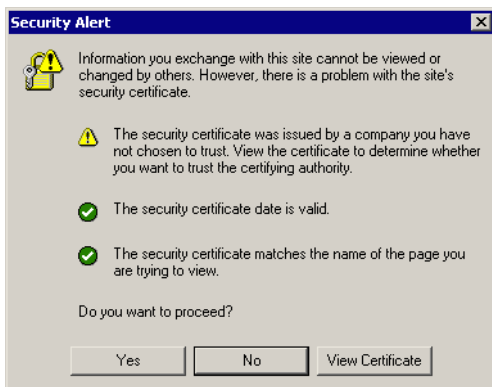 Security Alert
Information you exchange with this site cannot be viewed or
changed by others. However, there is a problem with the site's
security certificate.
The security certificate was issued by a company you have
not chosen to trust. View the certificate to determine whether
you want to trust the certifying authority.
The security certificate date is valid.
The security certificate matches the name of the page you
are trying to view.
Do you want to proceed?
Yes No View Certificate